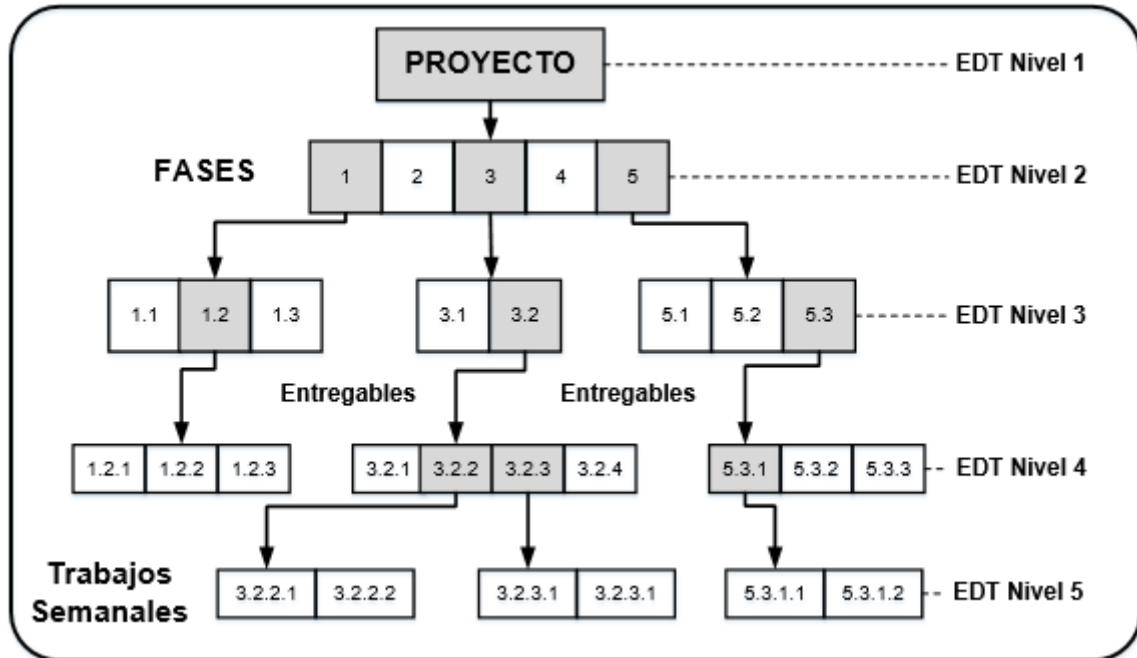 PROYECTO
EDT Nivel 1
FASES
1 2 3 4 5
EDT Nivel 2
1.1 1.2 1.3
3.1 3.2
5.1 5.2 5.3
EDT Nivel 3
Entregables
Entregables
1.2.1 1.2.2 1.2.3
3.2.1 3.2.2 3.2.3 3.2.4
5.3.1 5.3.2 5.3.3
EDT Nivel 4
Trabajos
Semanales
3.2.2.1 3.2.2.2
3.2.3.1 3.2.3.1
5.3.1.1 5.3.1.2
EDT Nivel 5